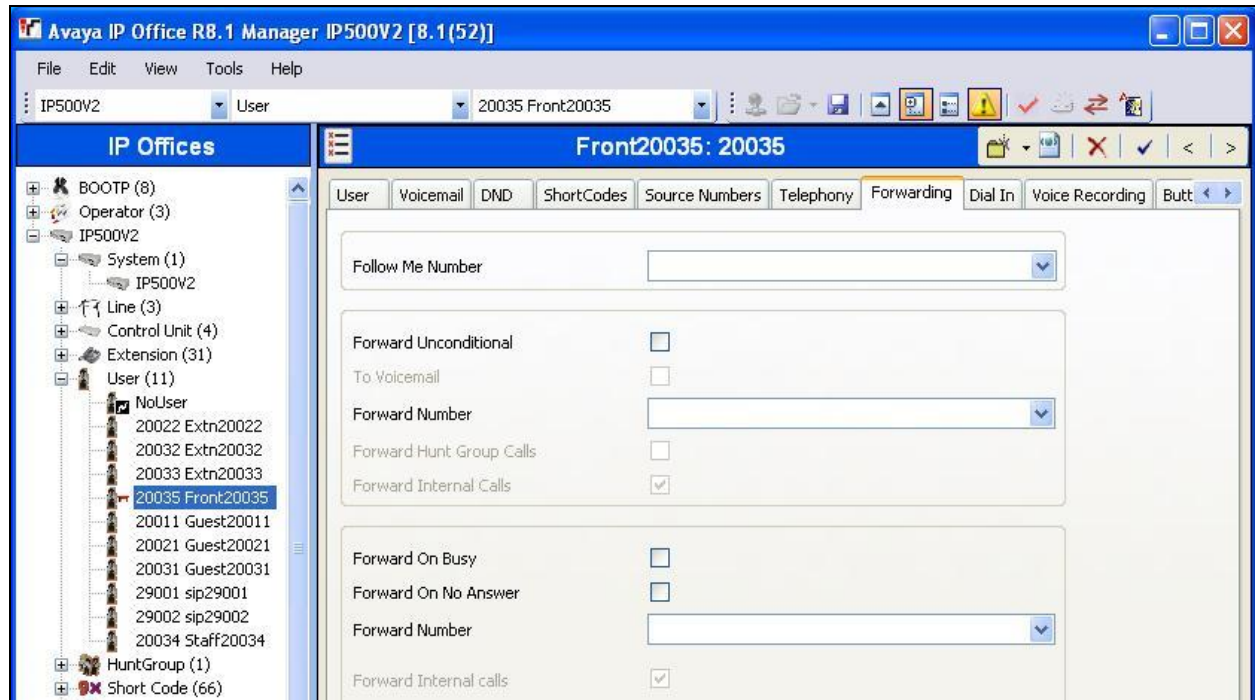 Avaya IP Office R8.1 Manager IP500V2 [8.1(52)]
File Edit View Tools Help
IP500V2 User 20035 Front20035
IP Offices
BOOTP (8)
Operator (3)
IP500V2
System (1)
IP500V2
Line (3)
Control Unit (4)
Extension (31)
User (11)
NoUser
20022 Extn20022
20032 Extn20032
20033 Extn20033
20035 Front20035
20011 Guest20011
20021 Guest20021
20031 Guest20031
29001 sip29001
29002 sip29002
20034 Staff20034
HuntGroup (1)
Short Code (66)
Front20035: 20035
User Voicemail DND ShortCodes Source Numbers Telephony Forwarding Dial In Voice Recording Butt
Follow Me Number
Forward Unconditional
To Voicemail
Forward Number
Forward Hunt Group Calls
Forward Internal Calls
Forward On Busy
Forward On No Answer
Forward Number
Forward Internal calls